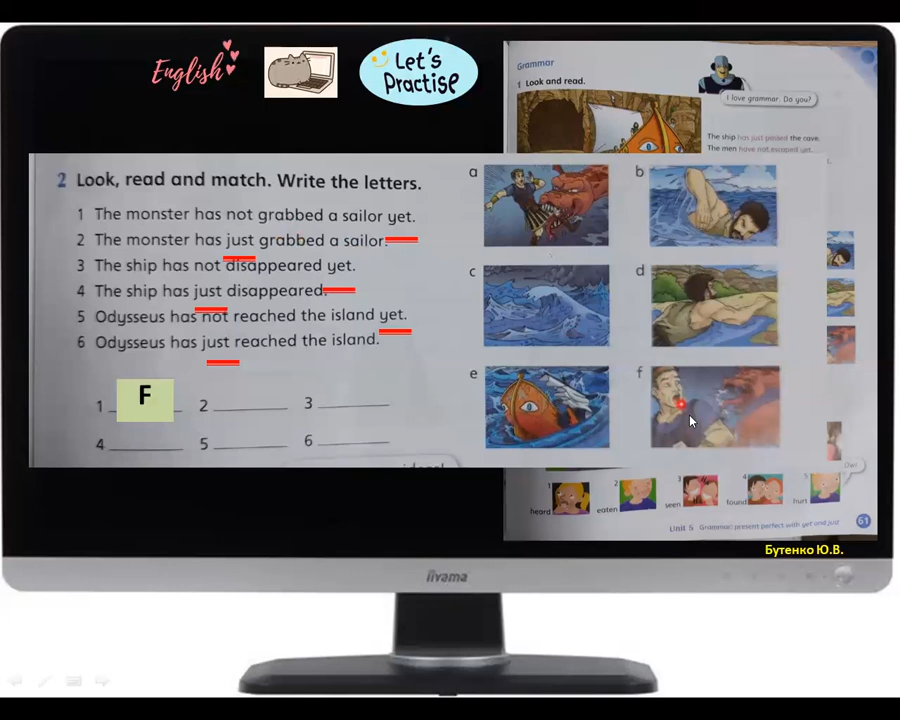 English
Let's
Practise
Grammar
1 Look and read.
I love grammar. Do you?
The ship has just passed the cave.
The men have not escaped yet.
2 Look, read and match. Write the letters.
1 The monster has not grabbed a sailor yet.
2 The monster has just grabbed a sailor.
3 The ship has not disappeared yet.
4 The ship has just disappeared.
5 Odysseus has not reached the island yet.
6 Odysseus has just reached the island.
a
b
c
d
e
f
1 F 2 3
4 5 6
1 heard
2 eaten
3 seen
4 found
5 hurt
Unit 5 Grammar: present perfect with yet and just 61
Бутенко Ю.В.
iiyama